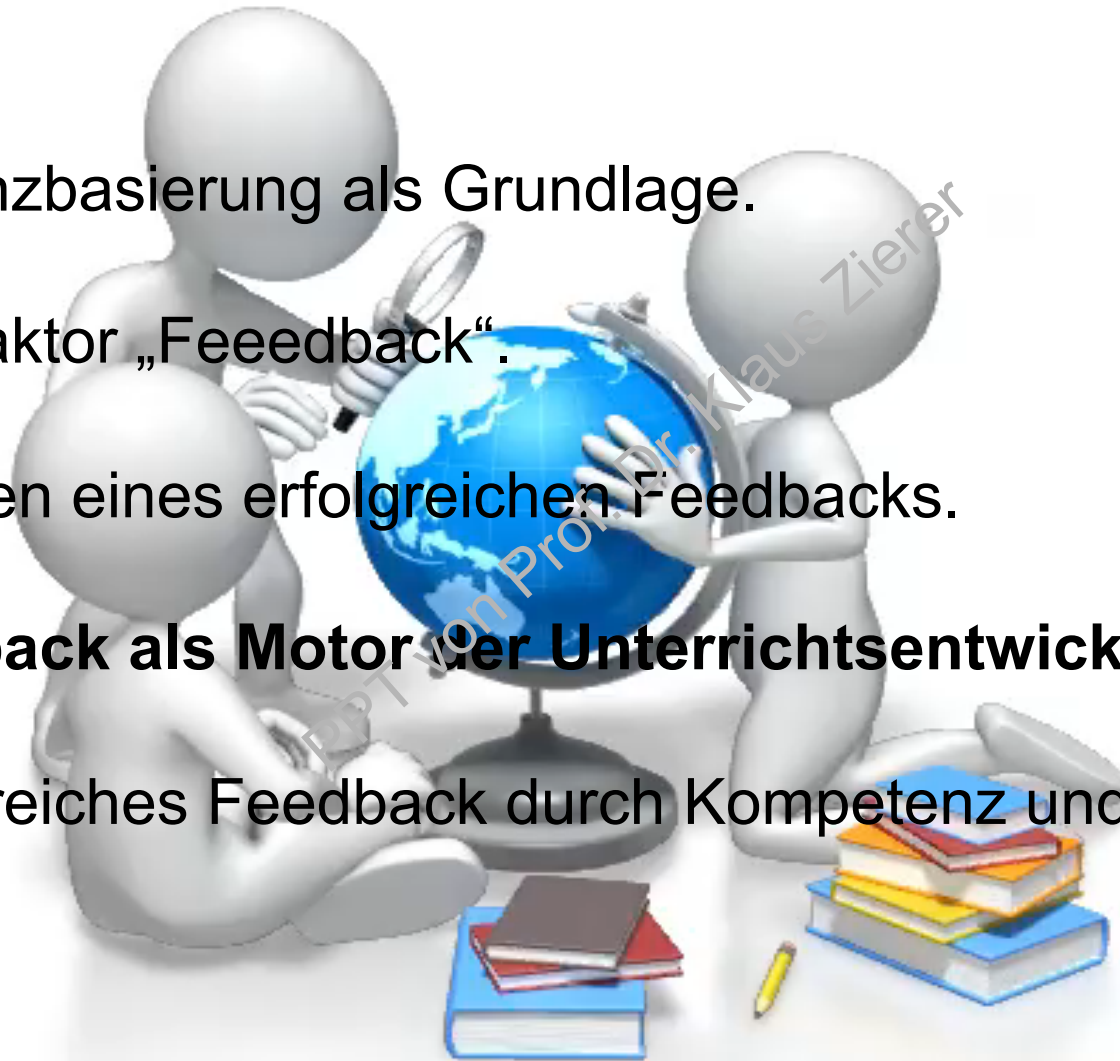 nzbasierung als Grundlage.
aktor „Feeedback“.
en eines erfolgreichen Feedbacks.
back als Motor der Unterrichtsentwick
reiches Feedback durch Kompetenz und
PPT von Prof. Dr. Klaus Zierer